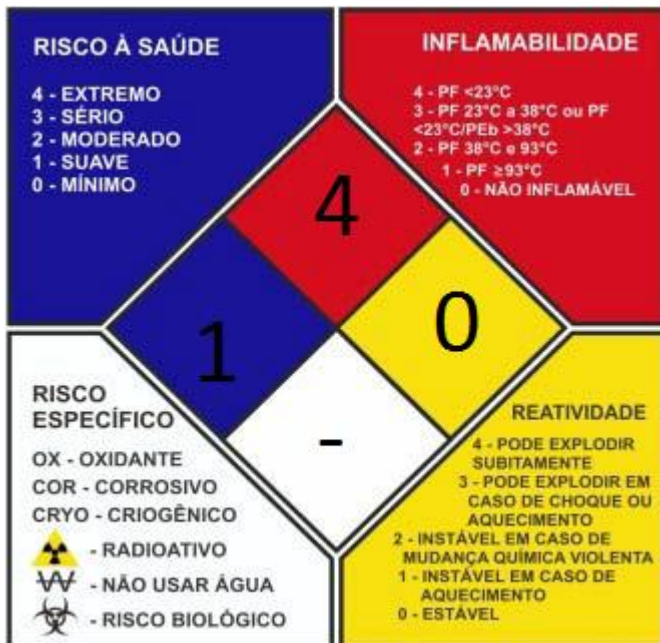 RISCO À SAÚDE
4 - EXTREMO
3 - SÉRIO
2 - MODERADO
1 - SUAVE
0 - MÍNIMO
INFLAMABILIDADE
4 - PF <23°C
3 - PF 23°C a 38°C ou PF
<23°C/PEb >38°C
2 - PF 38°C e 93°C
1 - PF ≥93°C
0 - NÃO INFLAMÁVEL
4
1
0
-
RISCO
ESPECÍFICO
OX - OXIDANTE
COR - CORROSIVO
CRYO - CRIOGÊNICO
- RADIOATIVO
W - NÃO USAR ÁGUA
- RISCO BIOLÓGICO
REATIVIDADE
4 - PODE EXPLODIR
SUBITAMENTE
3 - PODE EXPLODIR EM
CASO DE CHOQUE OU
AQUECIMENTO
2 - INSTÁVEL EM CASO DE
MUDANÇA QUÍMICA VIOLENTA
1 - INSTÁVEL EM CASO DE
AQUECIMENTO
0 - ESTÁVEL